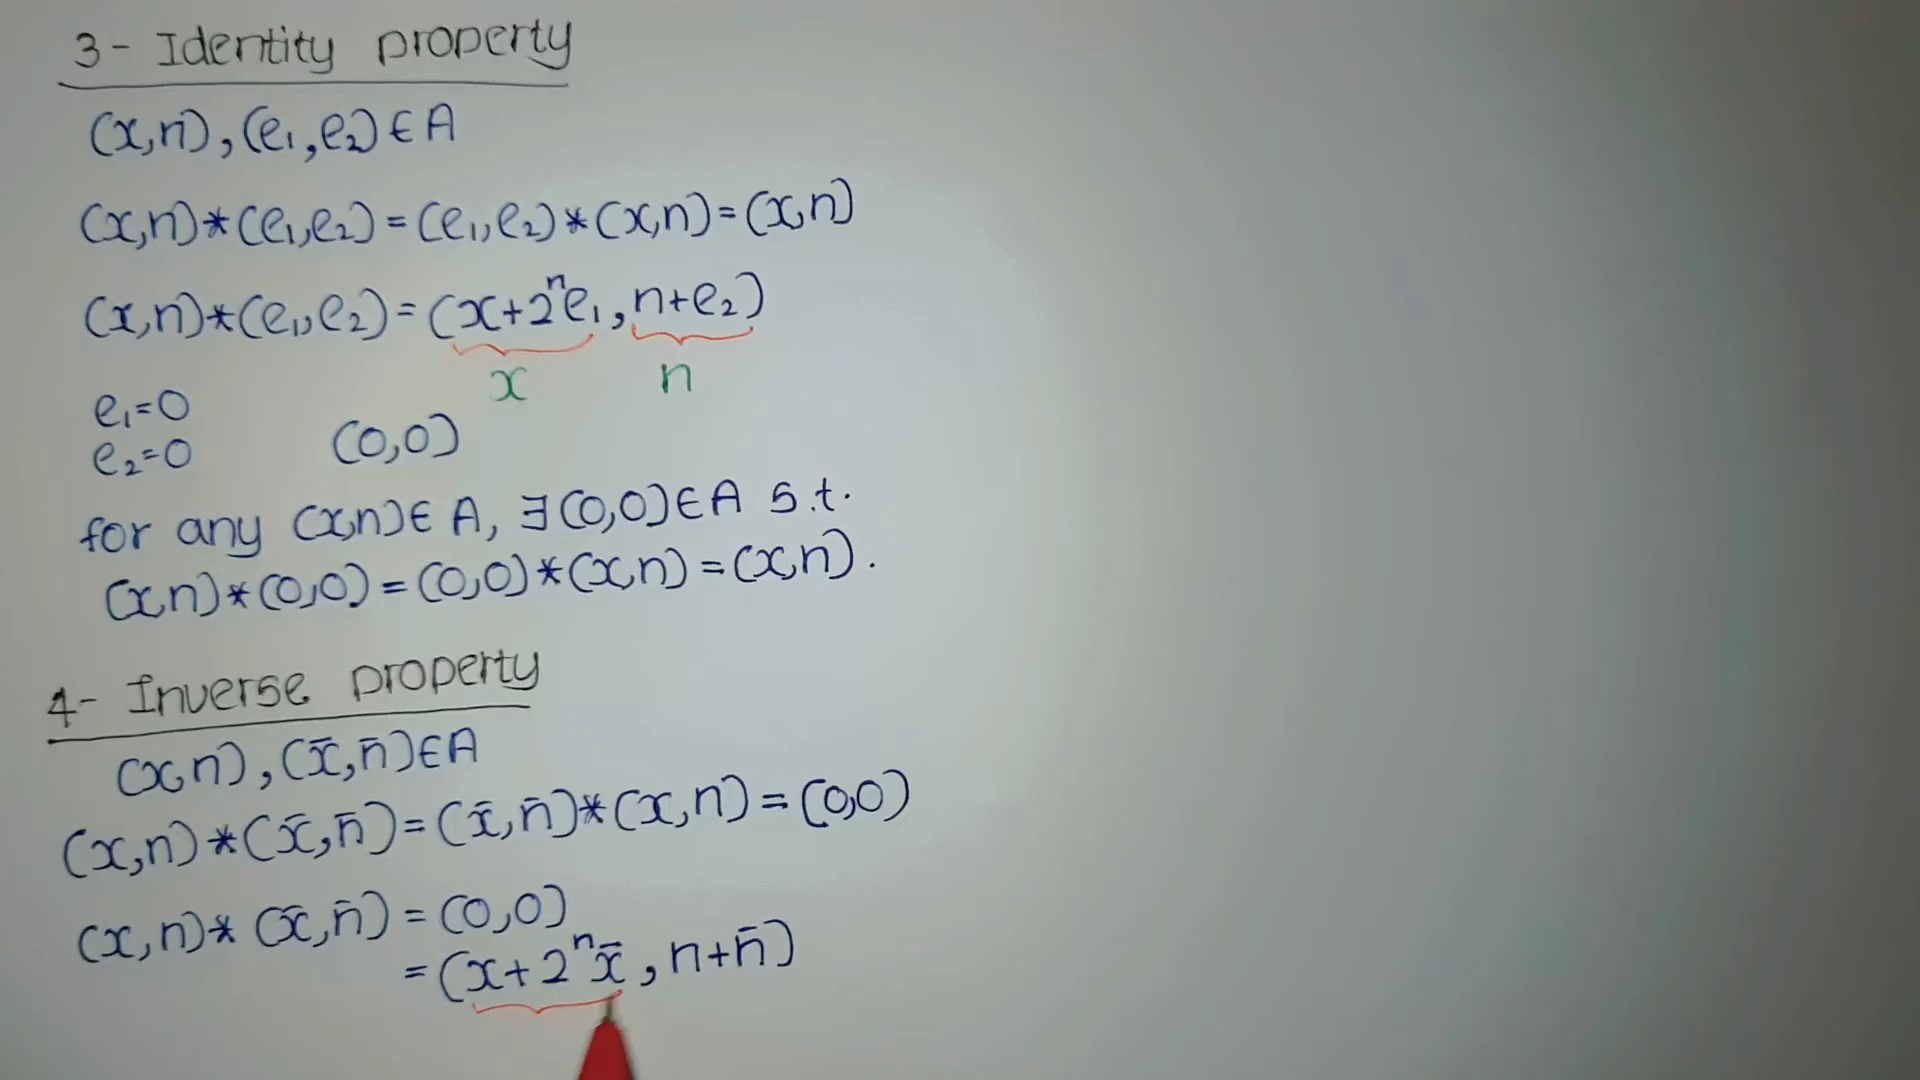 3- Identity property
(x,n),(e₁,e₂)∈A
(x,n)*(e₁,e₂)=(e₁,e₂)*(x,n)=(x,n)
(x,n)*(e₁,e₂)=(x+2ⁿe₁,n+e₂)
x n
e₁=0
e₂=0 (0,0)
for any (x,n)∈A, ∃(0,0)∈A s.t.
(x,n)*(0,0)=(0,0)*(x,n)=(x,n).
4- Inverse property
(x,n),(x̄,n̄)∈A
(x,n)*(x̄,n̄)=(x̄,n̄)*(x,n)=(0,0)
(x,n)*(x̄,n̄)=(0,0)
=(x+2ⁿx̄,n+n̄)